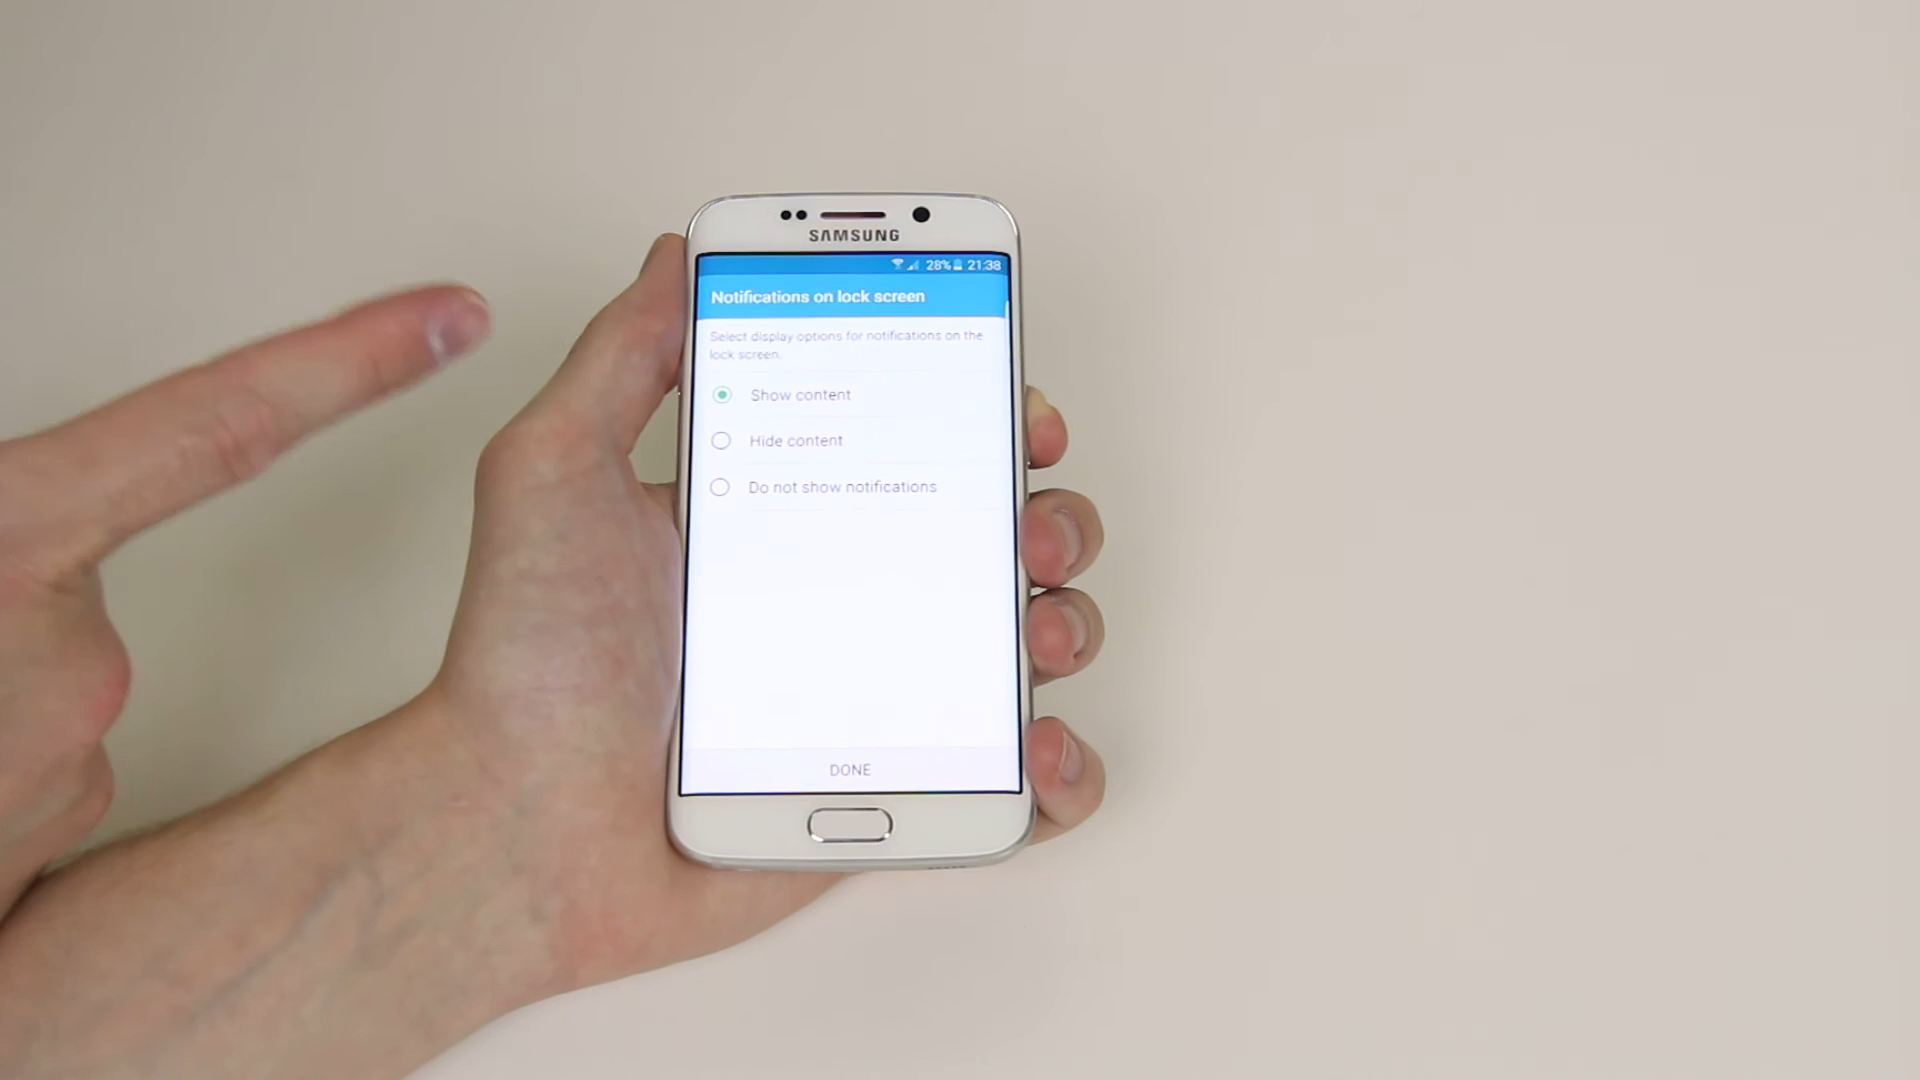 SAMSUNG
28% 21:38
Notifications on lock screen
Select display options for notifications on the
lock screen.
Show content
Hide content
Do not show notifications
DONE